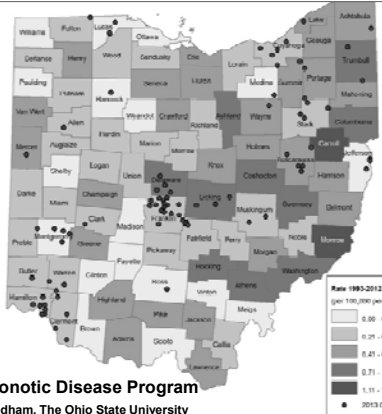 Williams
Fulton
Lucas
Ottawa
Lake
Ashtabula
Geauga
Cuyahoga
Trumbull
Defiance
Henry
Wood
Sandusky
Erie
Lorain
Medina
Summit
Portage
Mahoning
Paulding
Putnam
Hancock
Seneca
Huron
Ashland
Wayne
Stark
Columbiana
Van Wert
Allen
Wyandot
Crawford
Richland
Carroll
Mercer
Auglaize
Hardin
Marion
Morrow
Knox
Holmes
Tuscarawas
Jefferson
Harrison
Shelby
Logan
Union
Delaware
Coshocton
Darke
Miami
Champaign
Clark
Madison
Franklin
Licking
Muskingum
Guernsey
Belmont
Preble
Montgomery
Greene
Fayette
Pickaway
Fairfield
Perry
Morgan
Noble
Monroe
Butler
Warren
Clinton
Ross
Hocking
Athens
Washington
Hamilton
Clermont
Brown
Highland
Pike
Vinton
Meigs
Adams
Scioto
Jackson
Gallia
Lawrence
Rate 1993-2012
(per 100,000
0.00
0.21 -
0.41 -
0.71 -
1.11 -
onotic Disease Program
dham. The Ohio State University